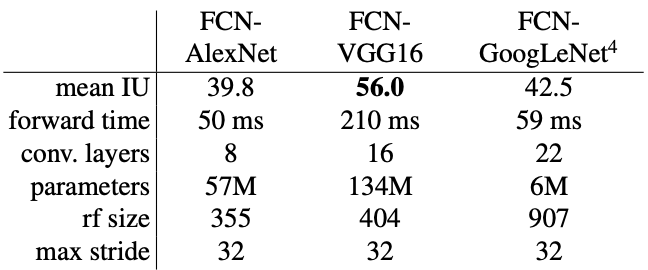 FCN- FCN- FCN-
AlexNet VGG16 GoogLeNet⁴
mean IU 39.8 56.0 42.5
forward time 50 ms 210 ms 59 ms
conv. layers 8 16 22
parameters 57M 134M 6M
rf size 355 404 907
max stride 32 32 32